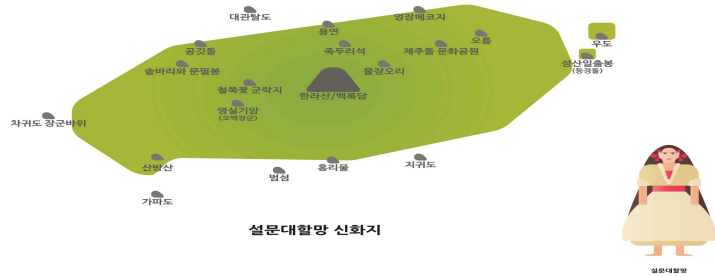 대관탈도
엉장메코지
용연
오름
우도
공깃돌
족두리석
제주돌 문화공원
성산일출봉
(등경돌)
솥바리와 문필봉
물장오리
철쭉꽃 군락지
한라산/백록담
영실기암
(오백장군)
차귀도 장군바위
산방산
홍리물
지귀도
범섬
가파도
설문대할망 신화지
설문대할망